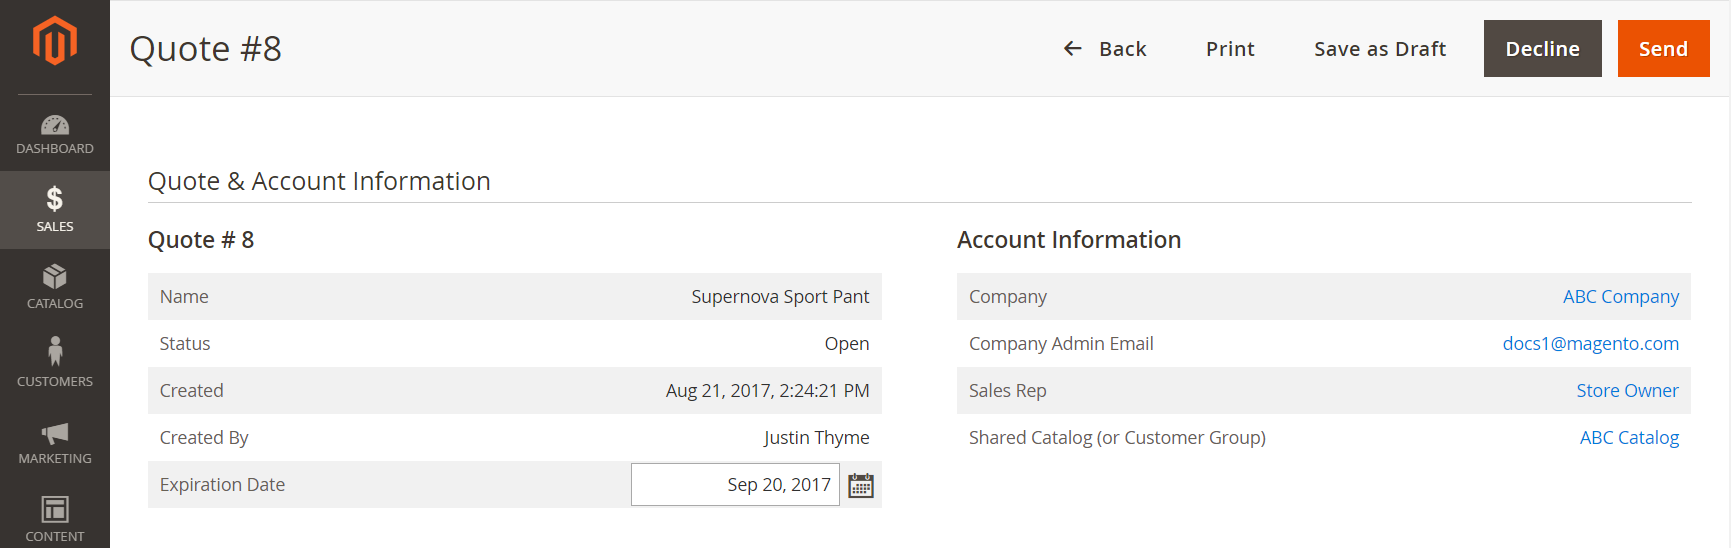 Quote #8
Back
Print
Save as Draft
Decline
Send
DASHBOARD
SALES
CATALOG
CUSTOMERS
MARKETING
CONTENT
Quote & Account Information
Quote # 8
Name Supernova Sport Pant
Status Open
Created Aug 21, 2017, 2:24:21 PM
Created By Justin Thyme
Expiration Date Sep 20, 2017
Account Information
Company ABC Company
Company Admin Email docs1@magento.com
Sales Rep Store Owner
Shared Catalog (or Customer Group) ABC Catalog